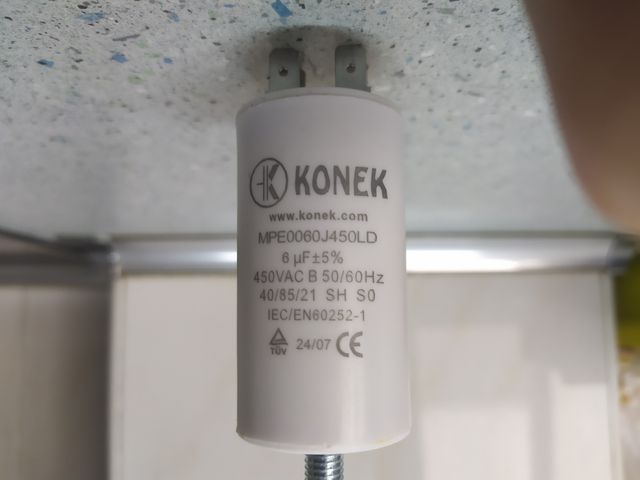 KONEK
www.konek.com
MPE0060J450LD
6 µF±5%
450VAC B 50/60Hz
40/85/21 SH S0
IEC/EN60252-1
TÜV 24/07 CE